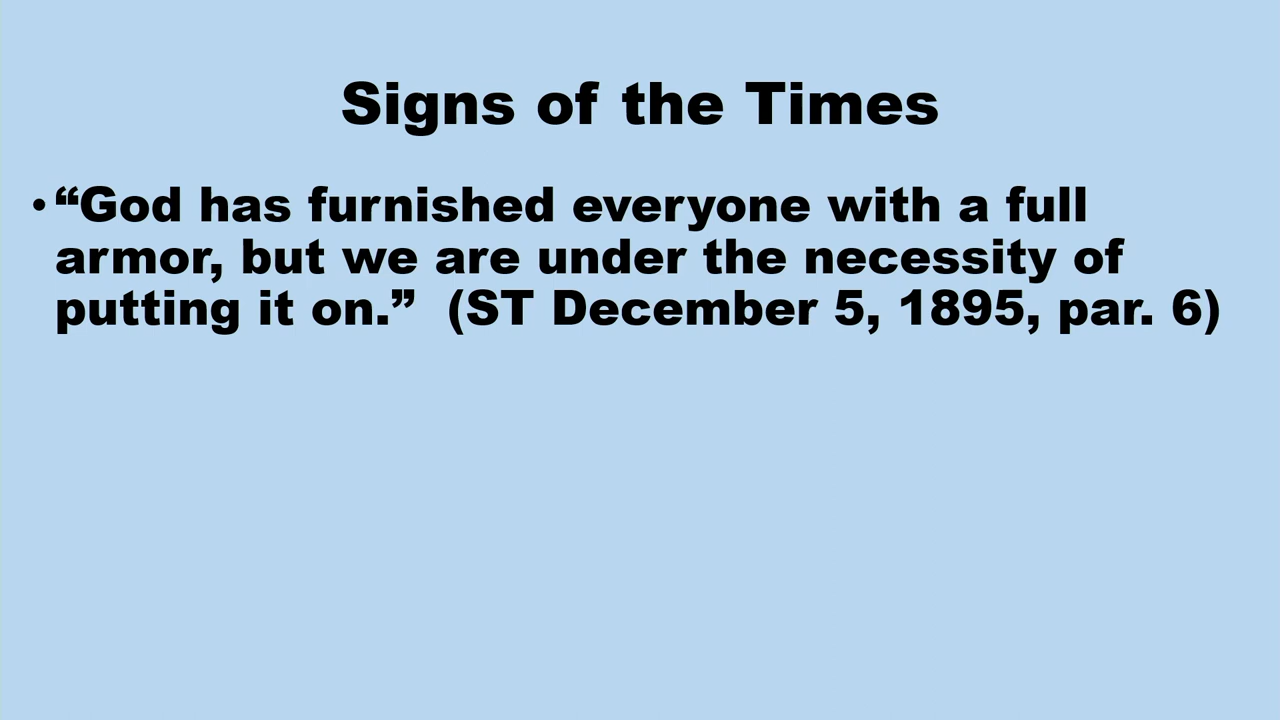 Signs of the Times
• “God has furnished everyone with a full
armor, but we are under the necessity of
putting it on.”  (ST December 5, 1895, par. 6)